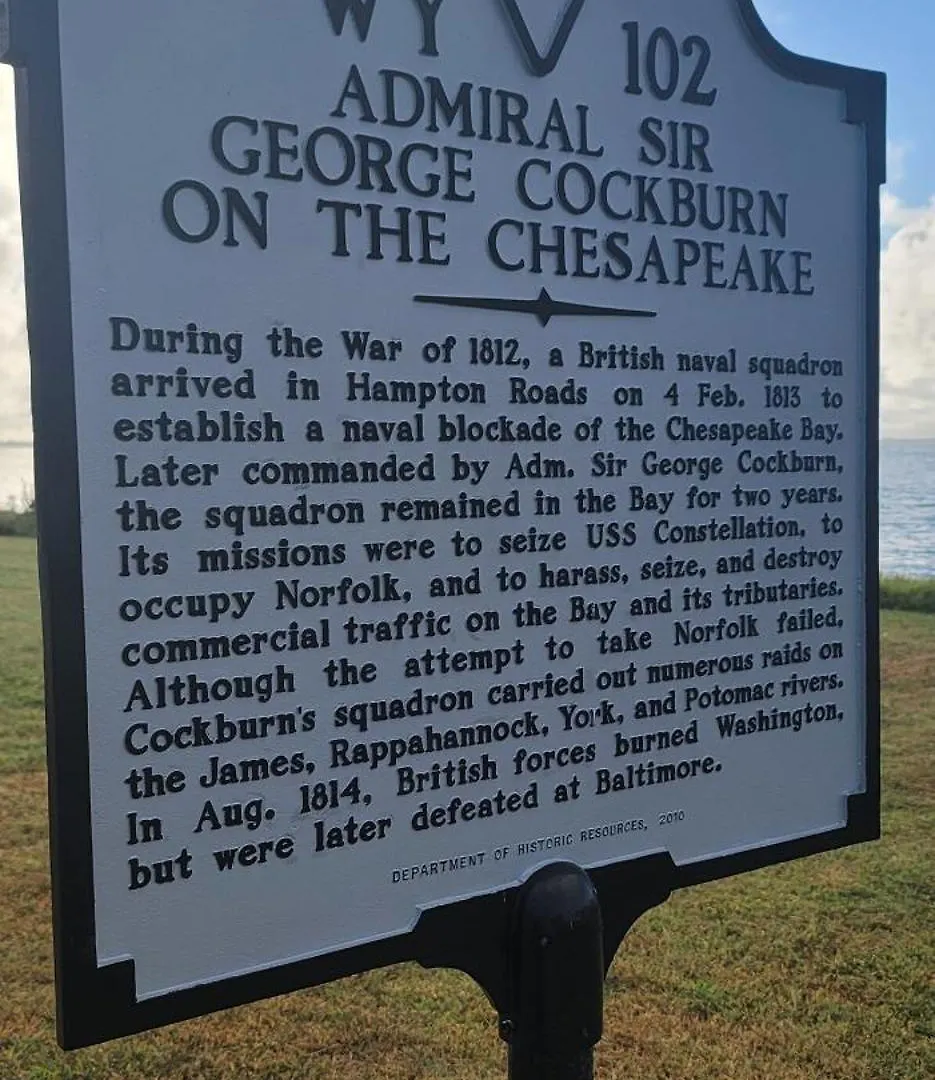 WY 102
ADMIRAL SIR
GEORGE COCKBURN
ON THE CHESAPEAKE
During the War of 1812, a British naval squadron
arrived in Hampton Roads on 4 Feb. 1813 to
establish a naval blockade of the Chesapeake Bay.
Later commanded by Adm. Sir George Cockburn,
the squadron remained in the Bay for two years.
Its missions were to seize USS Constellation, to
occupy Norfolk, and to harass, seize, and destroy
commercial traffic on the Bay and its tributaries.
Although the attempt to take Norfolk failed,
Cockburn's squadron carried out numerous raids on
the James, Rappahannock, York, and Potomac rivers.
In Aug. 1814, British forces burned Washington,
but were later defeated at Baltimore.
DEPARTMENT OF HISTORIC RESOURCES, 2010